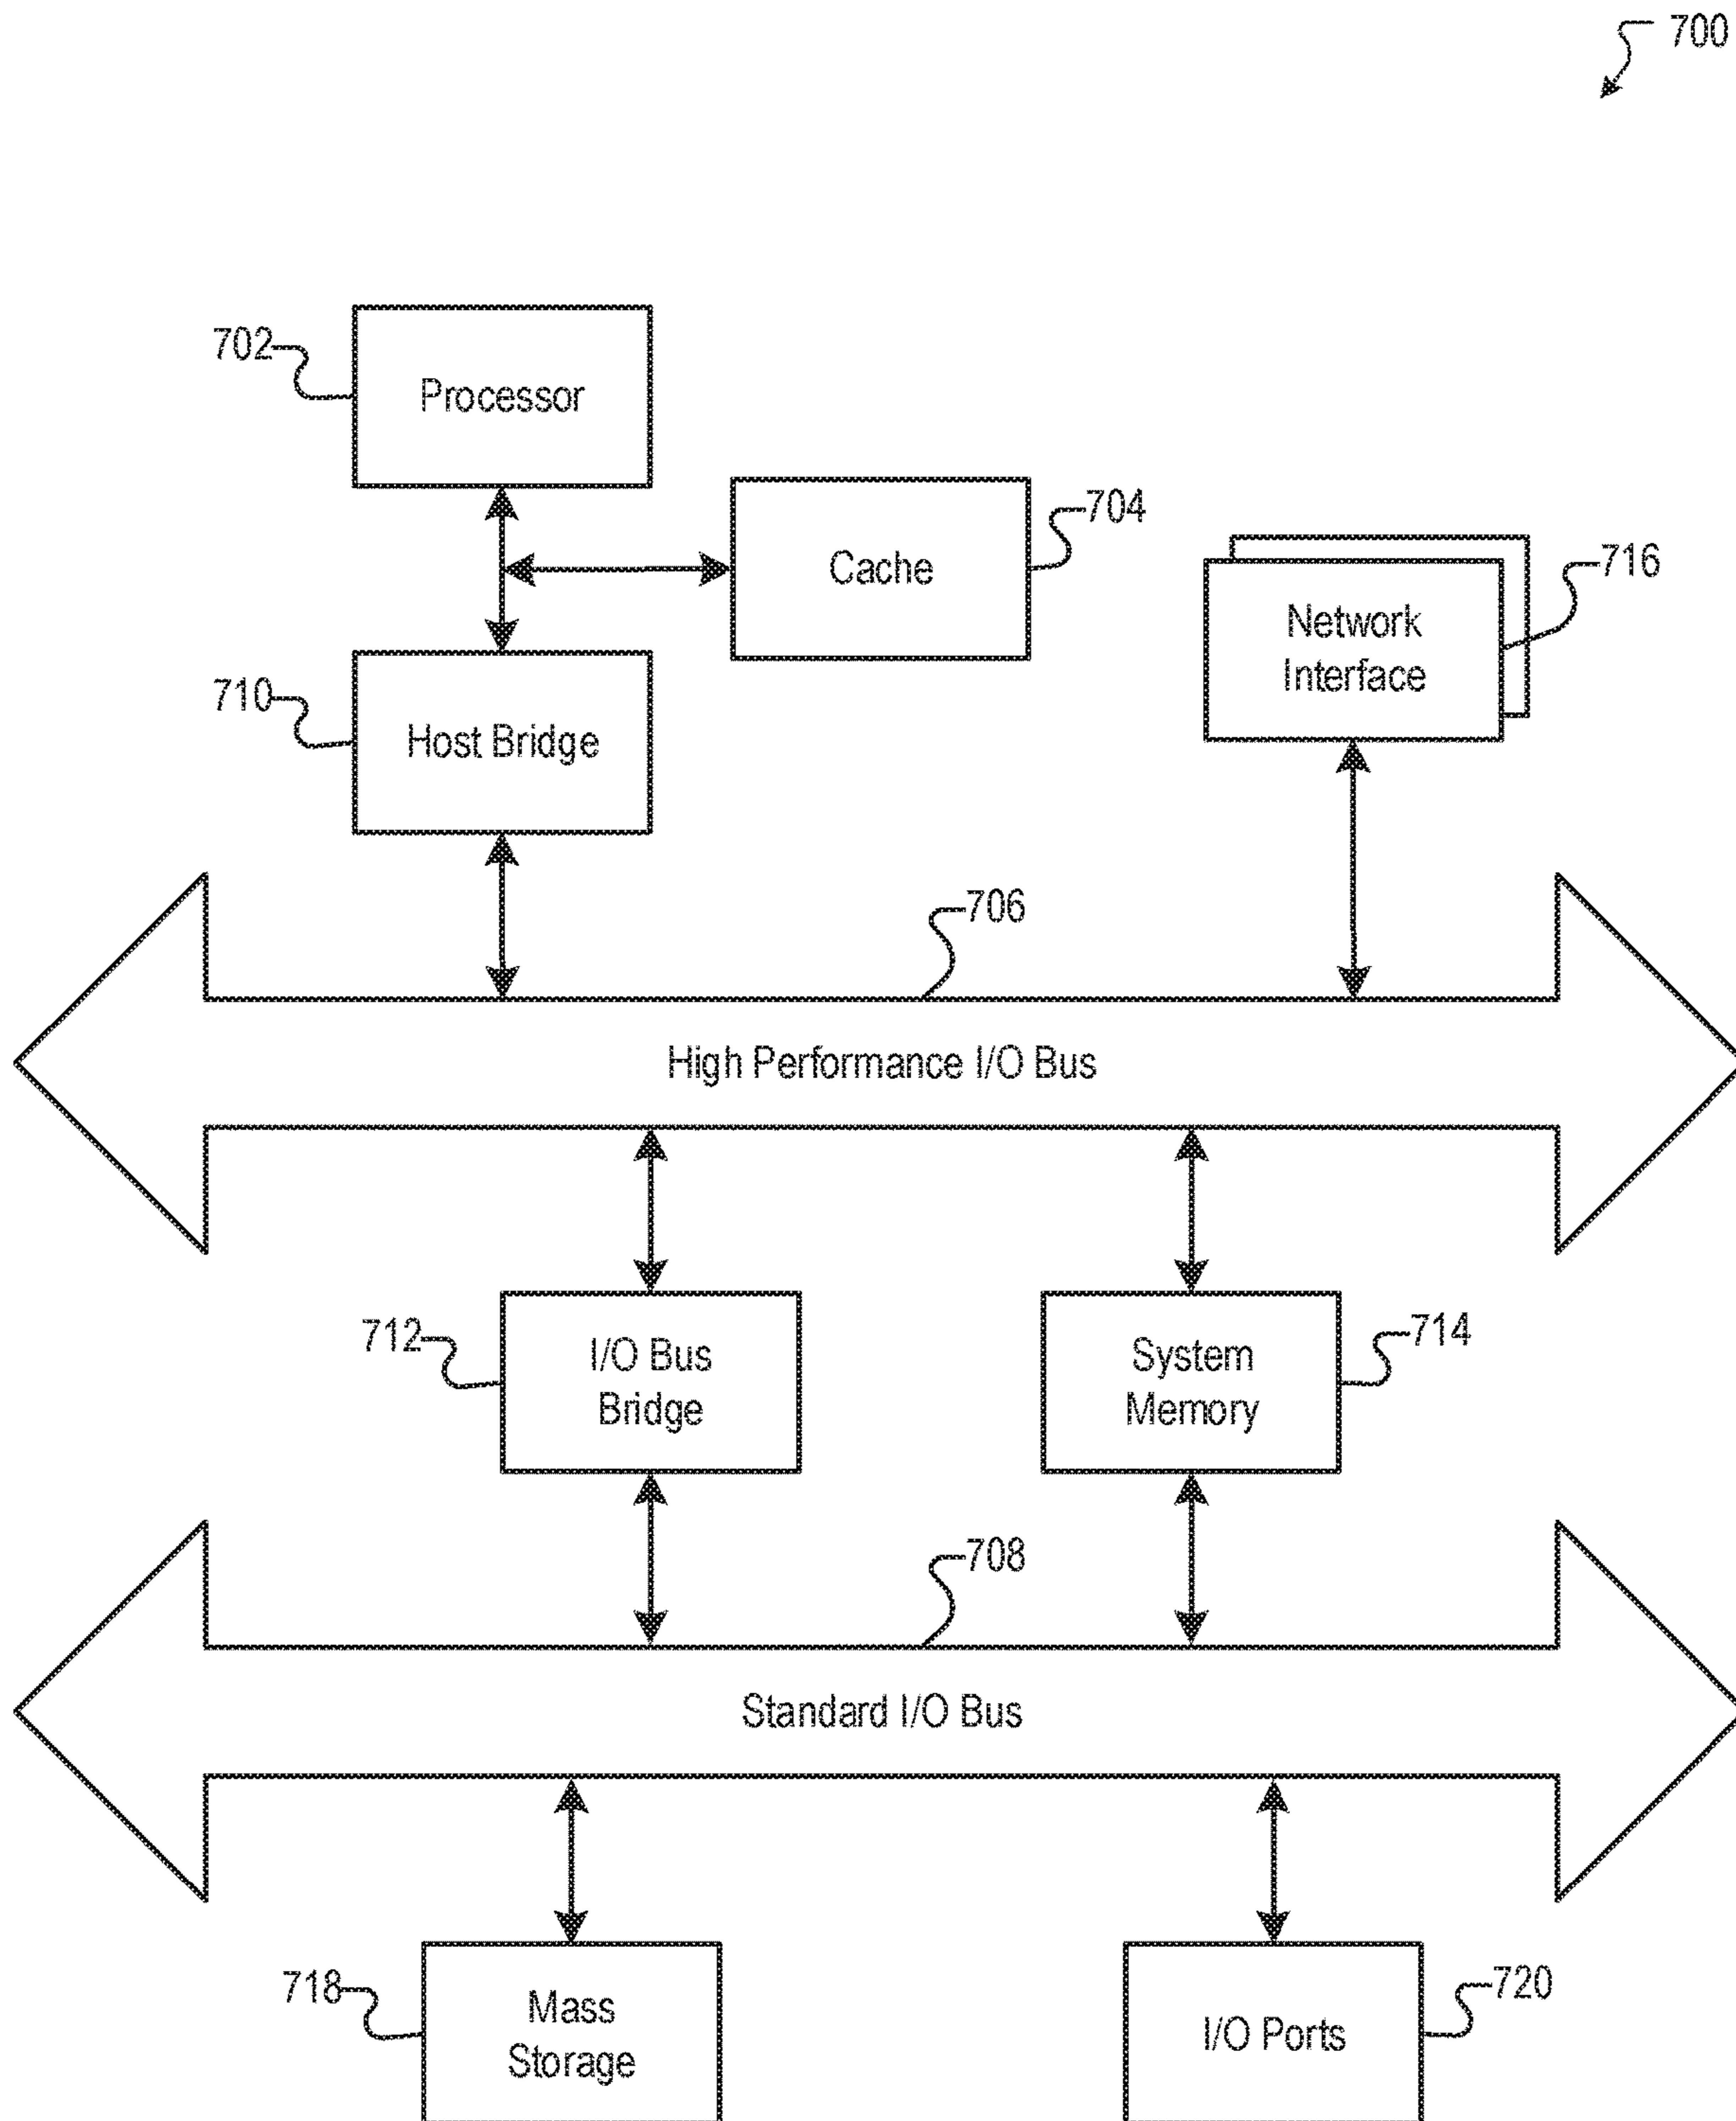 700
702
Processor
Cache
704
Network
Interface
716
710
Host Bridge
706
High Performance I/O Bus
712
I/O Bus
Bridge
System
Memory
714
708
Standard I/O Bus
718
Mass
Storage
I/O Ports
720